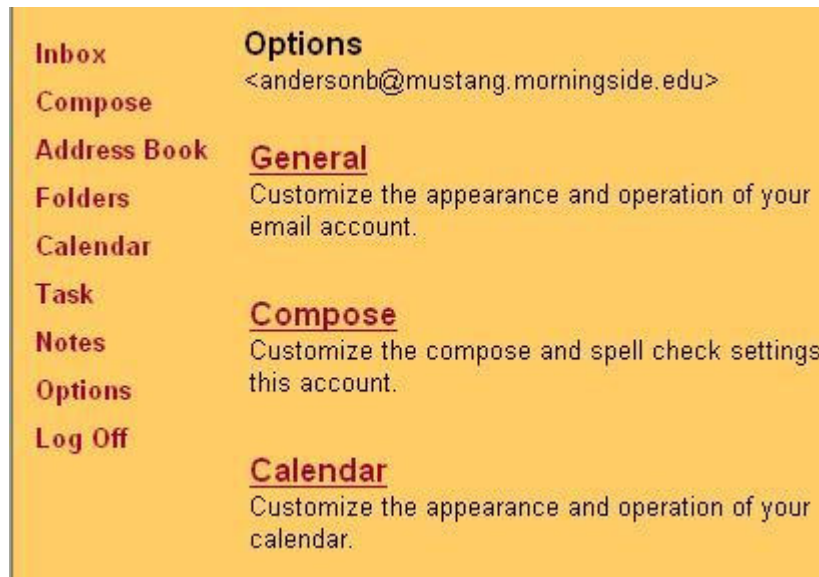 Inbox
Compose
Address Book
Folders
Calendar
Task
Notes
Options
Log Off
Options
<andersonb@mustang.morningside.edu>
General
Customize the appearance and operation of your
email account.
Compose
Customize the compose and spell check settings
this account.
Calendar
Customize the appearance and operation of your
calendar.